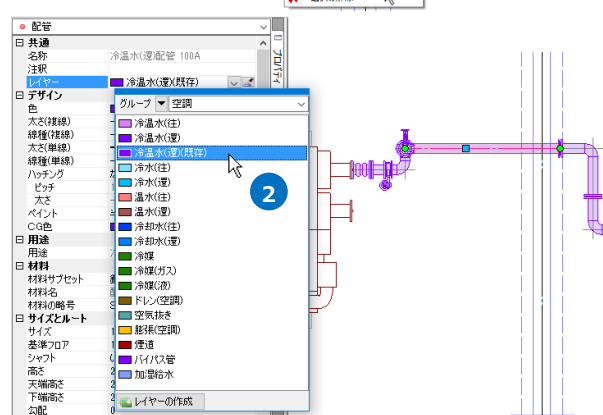 配管
プロパティ
共通
名称 冷温水(還)配管 100A
注釈
レイヤー 冷温水(還)(既存)
デザイン
グループ 空調
色
太さ(複線)
線種(複線)
太さ(単線)
線種(単線)
ハッチング
ピッチ
太さ
ペイント
CG色
用途
用途
材料
材料サブセット
材料名
材料の略号
サイズとルート
サイズ
基準フロア
シャフト
高さ
天端高さ
下端高さ
勾配
冷温水(往)
冷温水(還)
冷温水(還)(既存)
冷水(往)
冷水(還)
温水(往)
温水(還)
冷却水(往)
冷却水(還)
冷媒
冷媒(ガス)
冷媒(液)
ドレン(空調)
空気抜き
膨張(空調)
煙道
バイパス管
加湿給水
レイヤーの作成
2